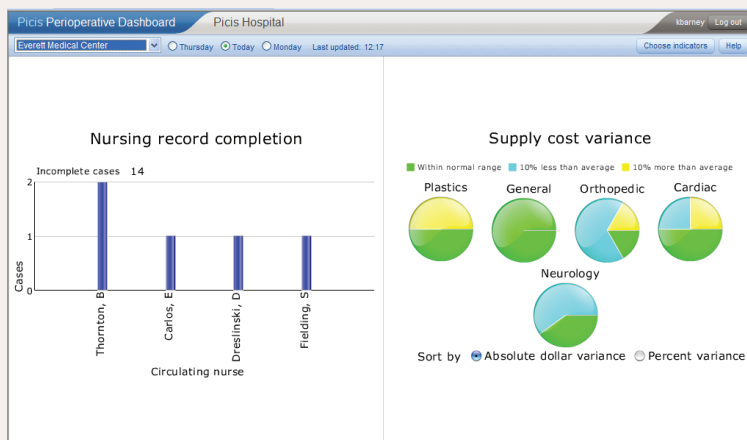 Picis Perioperative Dashboard Picis Hospital kbarney Log out
Everett Medical Center Thursday Today Monday Last updated: 12:17 Choose indicators Help
Nursing record completion
Incomplete cases 14
2
1
0
Cases
Thornton, B
Carlos, E
Dreslinski, D
Fielding, S
Circulating nurse
Supply cost variance
Within normal range 10% less than average 10% more than average
Plastics General Orthopedic Cardiac
Neurology
Sort by Absolute dollar variance Percent variance